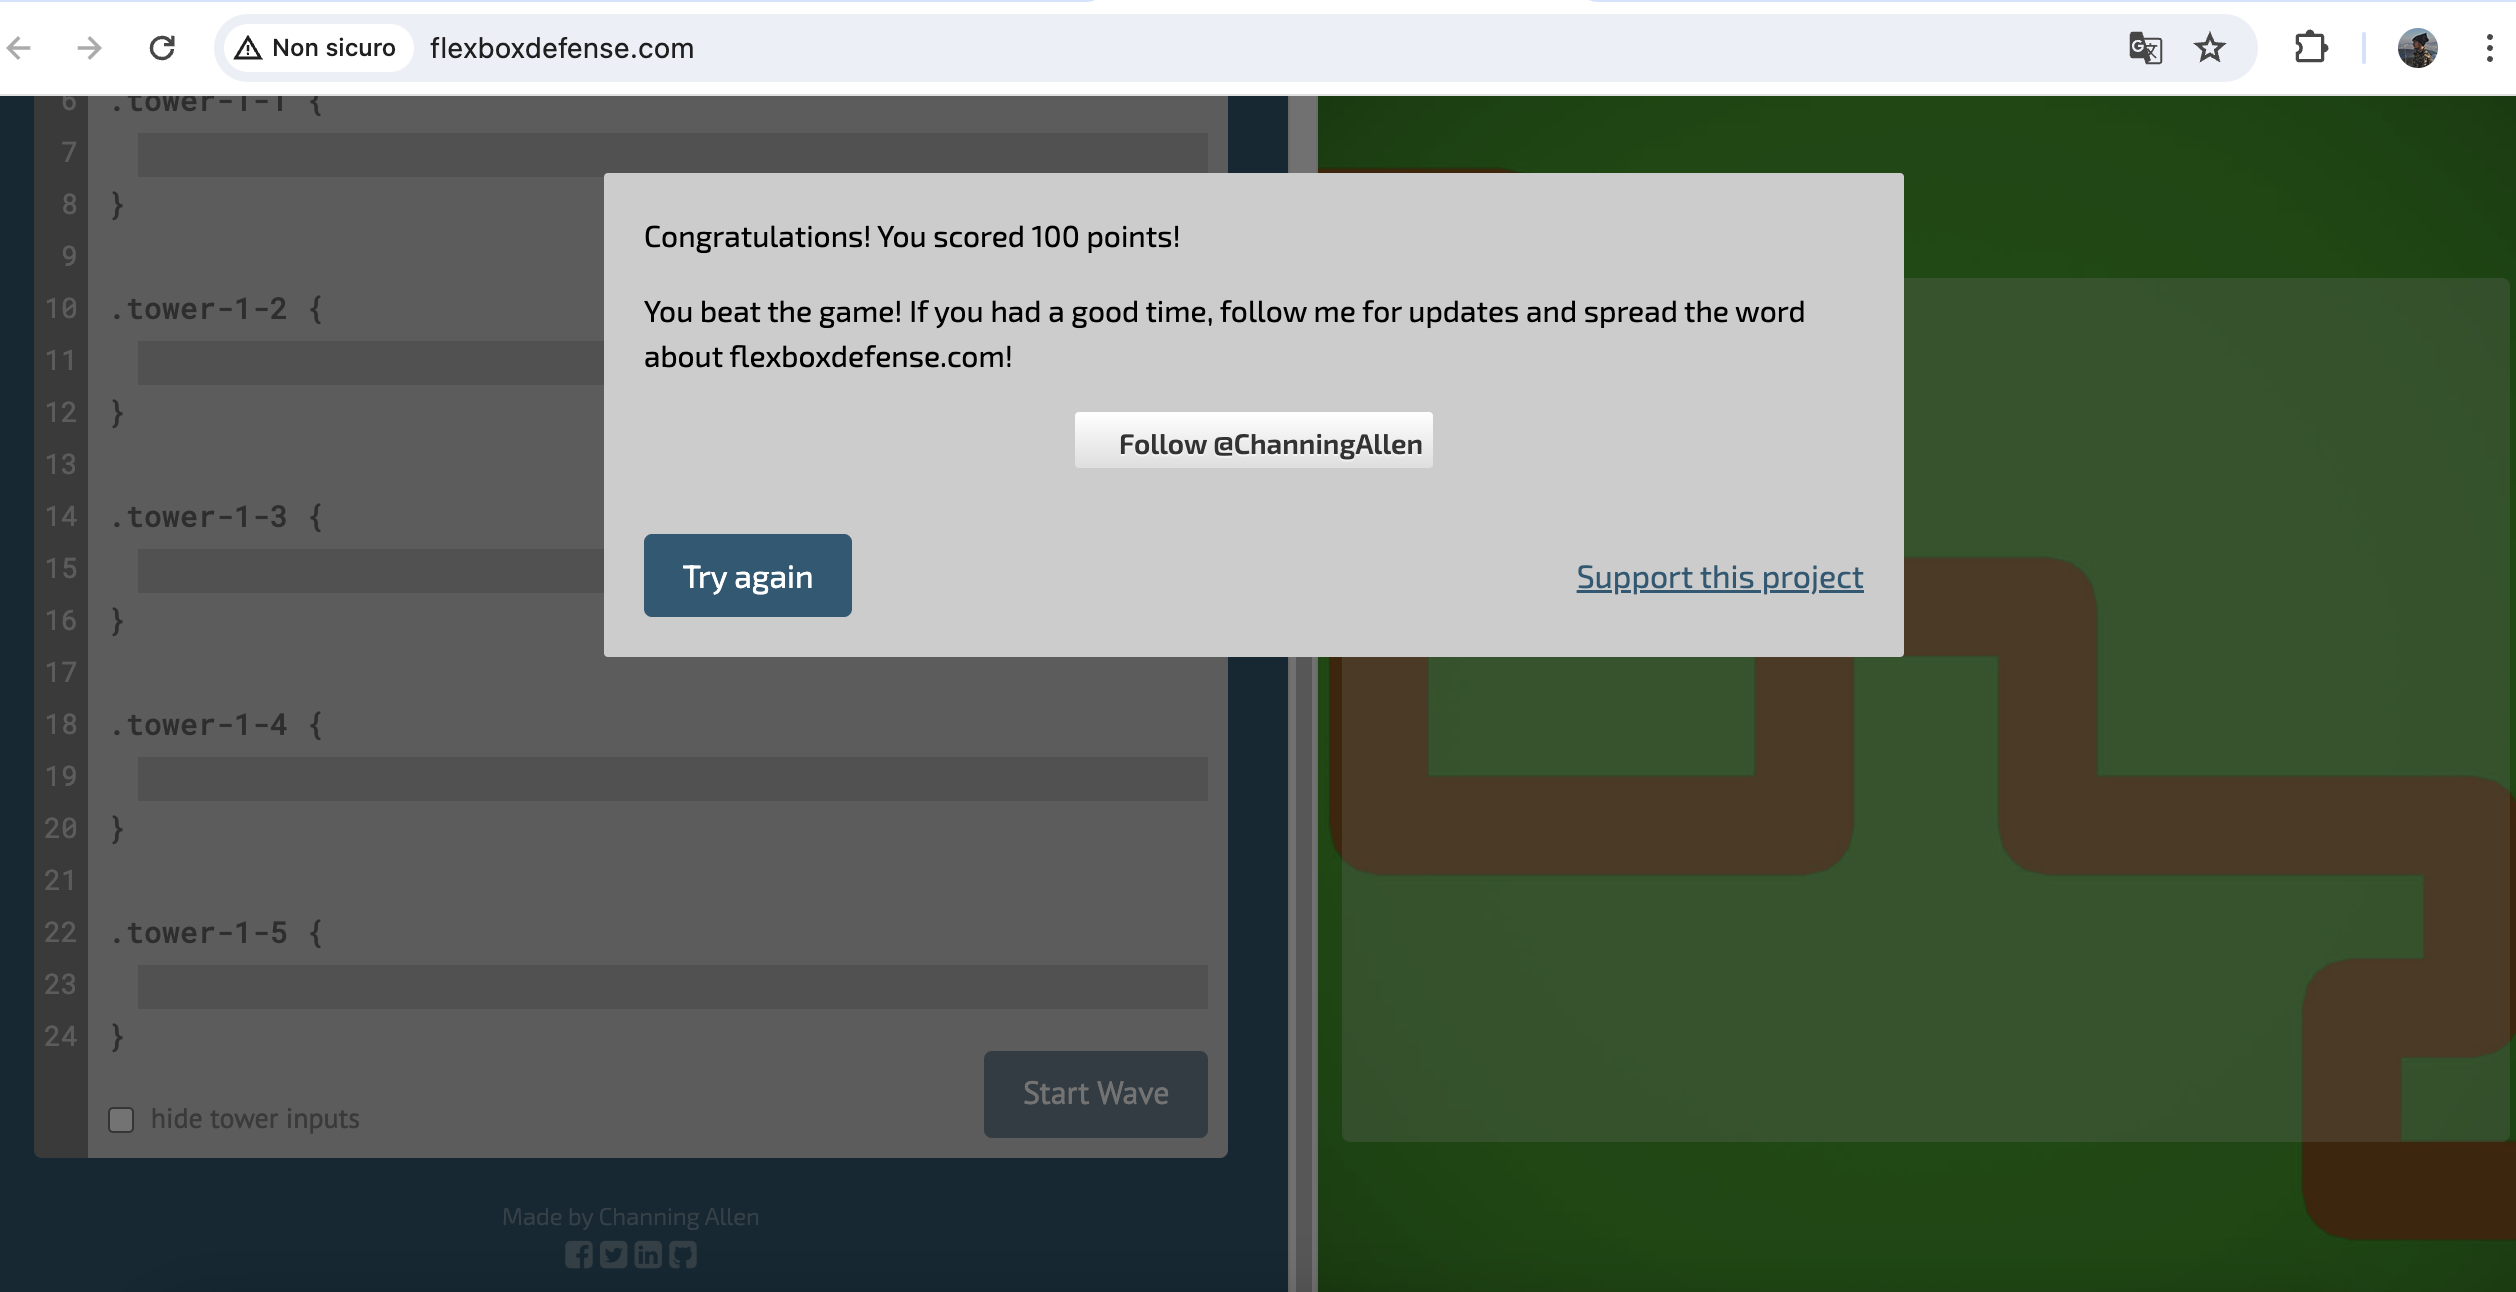 Non sicuro flexboxdefense.com
6 .tower-1-1 {
7
8 }
9
10 .tower-1-2 {
11
12 }
13
14 .tower-1-3 {
15
16 }
17
18 .tower-1-4 {
19
20 }
21
22 .tower-1-5 {
23
24 }
hide tower inputs
Start Wave
Made by Channing Allen
Congratulations! You scored 100 points!
You beat the game! If you had a good time, follow me for updates and spread the word
about flexboxdefense.com!
Follow @ChanningAllen
Try again
Support this project